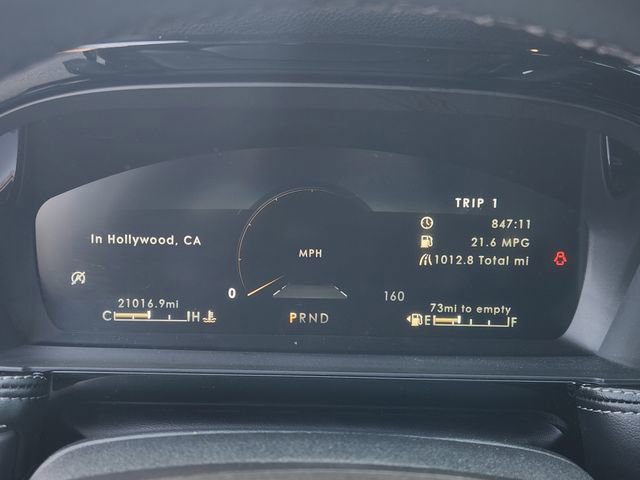 TRIP 1
847:11
In Hollywood, CA
21.6 MPG
MPH
1012.8 Total mi
0
160
21016.9mi
73mi to empty
C H
PRND
E F